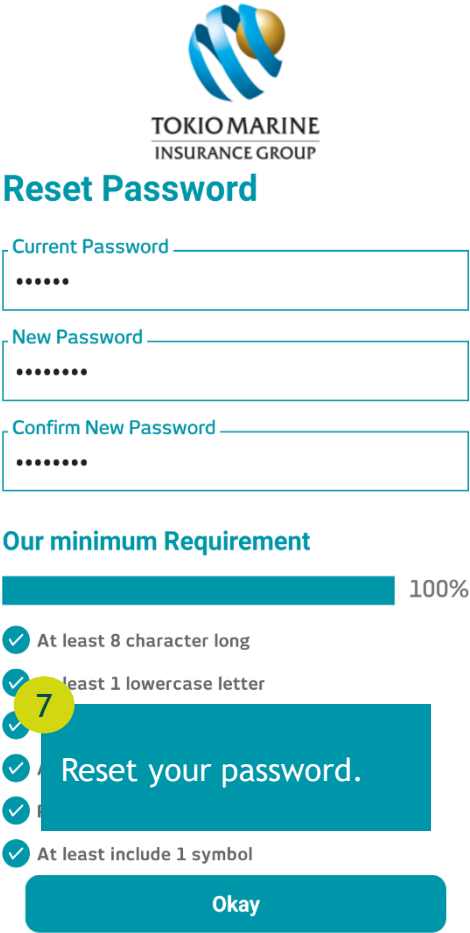 TOKIO MARINE
INSURANCE GROUP
Reset Password
Current Password
••••••
New Password
••••••••
Confirm New Password
••••••••
Our minimum Requirement
100%
At least 8 character long
least 1 lowercase letter
7
Reset your password.
At least include 1 symbol
Okay